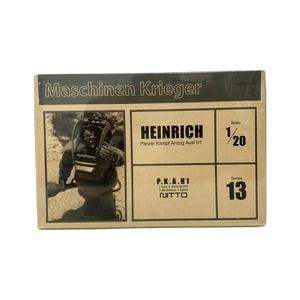 Maschinen Krieger
HEINRICH
Panzer Kampf Anzug Ausf H1
Scale
1/20
P.K.A.H1
NITTO
Series
13